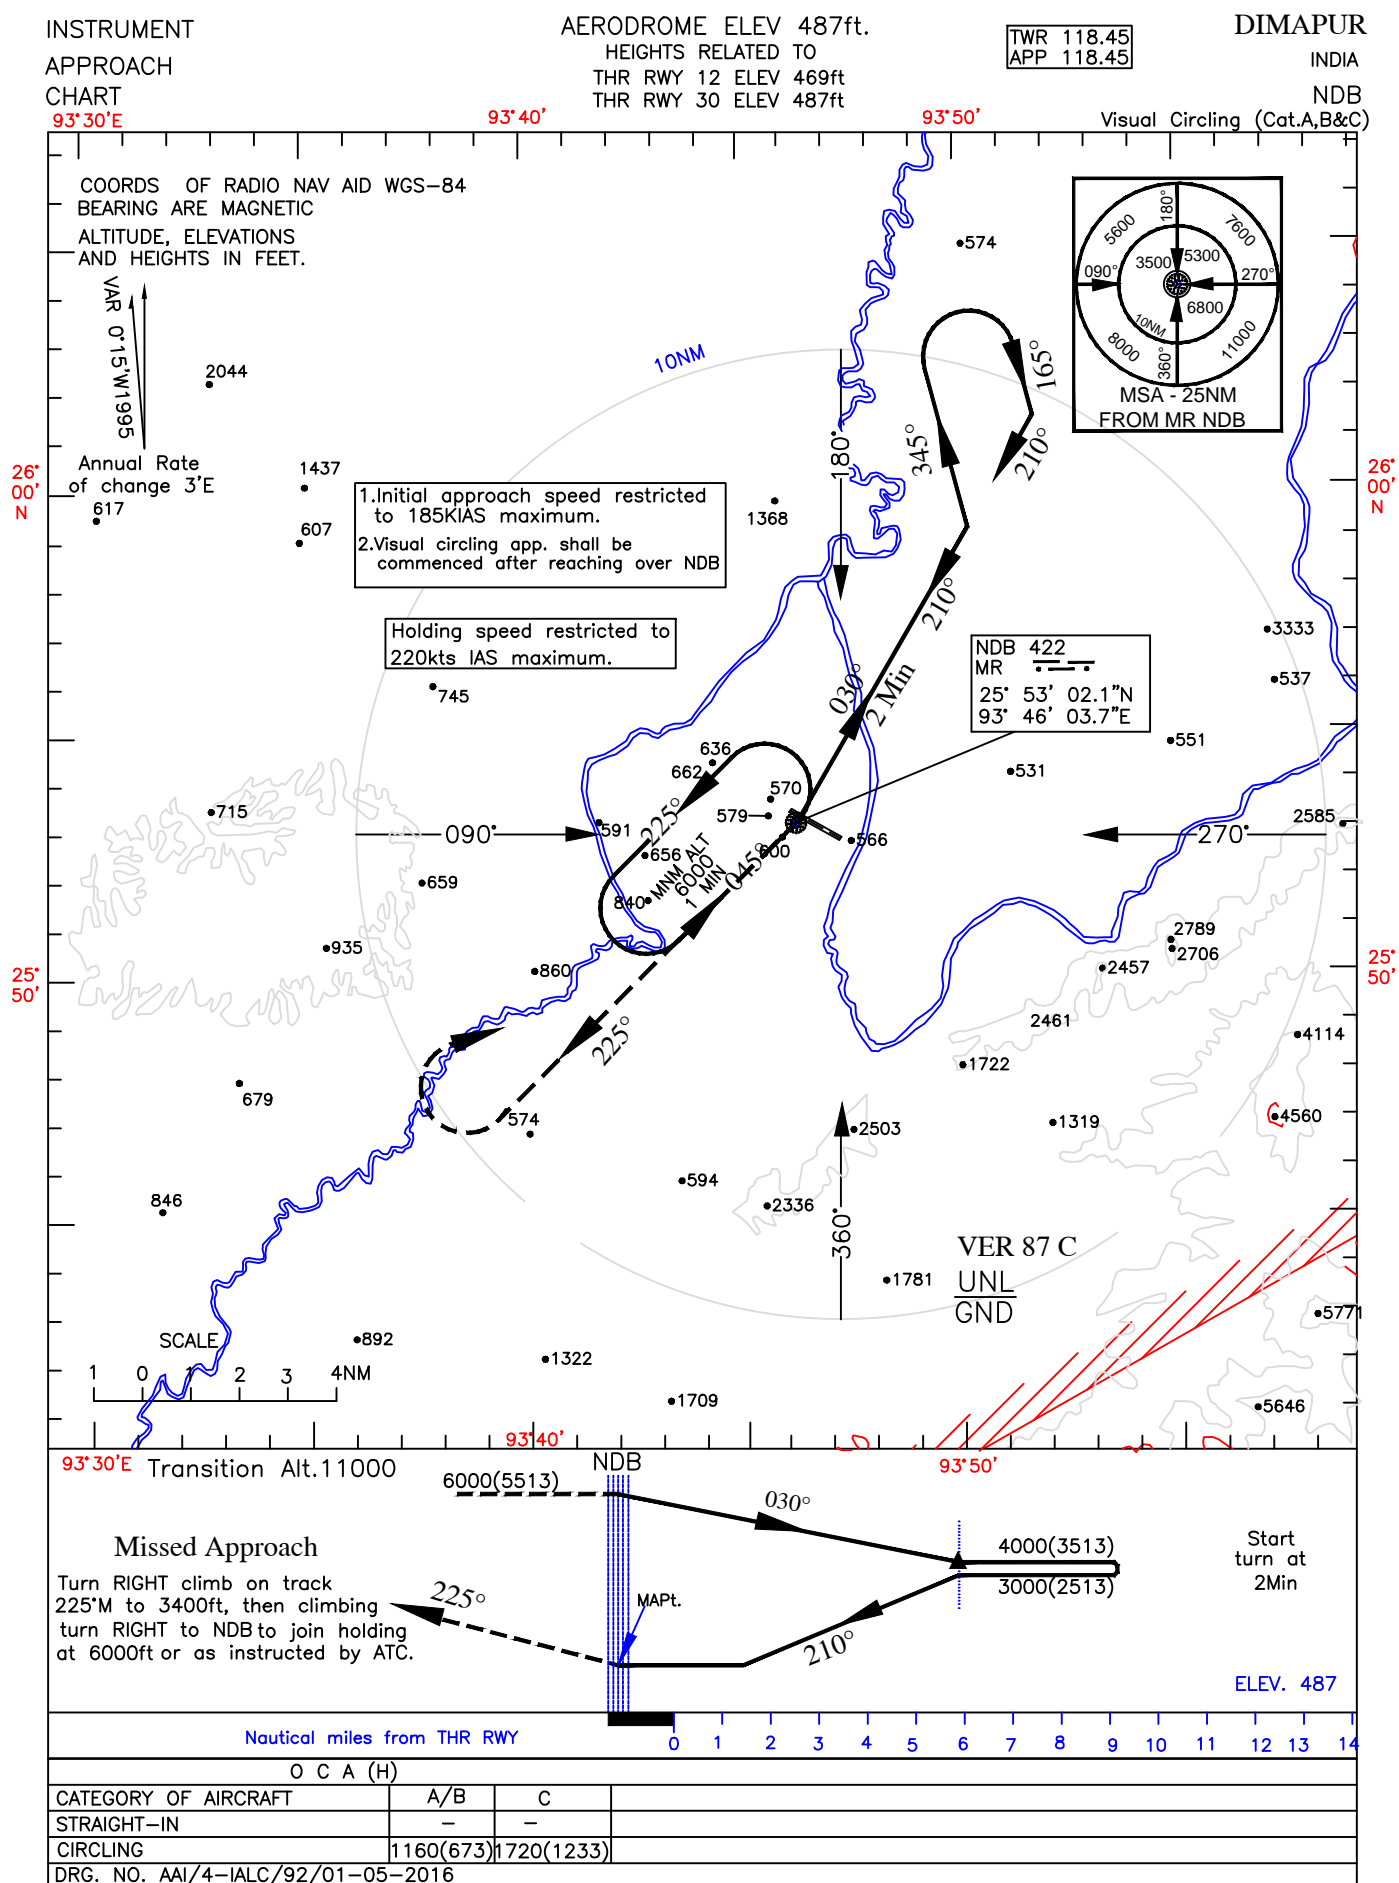 INSTRUMENT
APPROACH
CHART
AERODROME ELEV 487ft.
HEIGHTS RELATED TO
THR RWY 12 ELEV 469ft
THR RWY 30 ELEV 487ft
TWR 118.45
APP 118.45
DIMAPUR
INDIA
NDB
Visual Circling (Cat.A,B&C)
93°30'E
93°40'
93°50'
COORDS OF RADIO NAV AID WGS-84
BEARING ARE MAGNETIC
ALTITUDE, ELEVATIONS
AND HEIGHTS IN FEET.
VAR 0°15'W1995
Annual Rate
of change 3'E
5600
180°
7600
3500
5300
090°
270°
6800
10NM
8000
360°
11000
MSA - 25NM
FROM MR NDB
574
10NM
2044
165°
345°
210°
180°
26°
00'
N
26°
00'
N
1437
617
607
1368
1.Initial approach speed restricted
to 185KIAS maximum.
2.Visual circling app. shall be
commenced after reaching over NDB
Holding speed restricted to
220kts IAS maximum.
210°
030°
2 Min
NDB 422
MR
25° 53' 02.1"N
93° 46' 03.7"E
3333
537
745
551
531
636
662
570
579
715
591
225°
090°
270°
2585
566
600
656
MNM ALT
6000
1 MIN
045°
659
840
935
860
2789
2706
2457
25°
50'
25°
50'
2461
4114
225°
1722
679
574
2503
1319
4560
594
846
2336
360°
VER 87 C
UNL
GND
1781
5771
892
SCALE
1 0 1 2 3 4NM
1322
1709
5646
93°30'E
93°40'
93°50'
Transition Alt.11000
NDB
6000(5513)
030°
4000(3513)
3000(2513)
Start
turn at
2Min
Missed Approach
Turn RIGHT climb on track
225°M to 3400ft, then climbing
turn RIGHT to NDB to join holding
at 6000ft or as instructed by ATC.
225°
MAPt.
210°
ELEV. 487
Nautical miles from THR RWY
0 1 2 3 4 5 6 7 8 9 10 11 12 13 14
O C A (H)
CATEGORY OF AIRCRAFT A/B C
STRAIGHT-IN - -
CIRCLING 1160(673) 1720(1233)
DRG. NO. AAI/4-IALC/92/01-05-2016